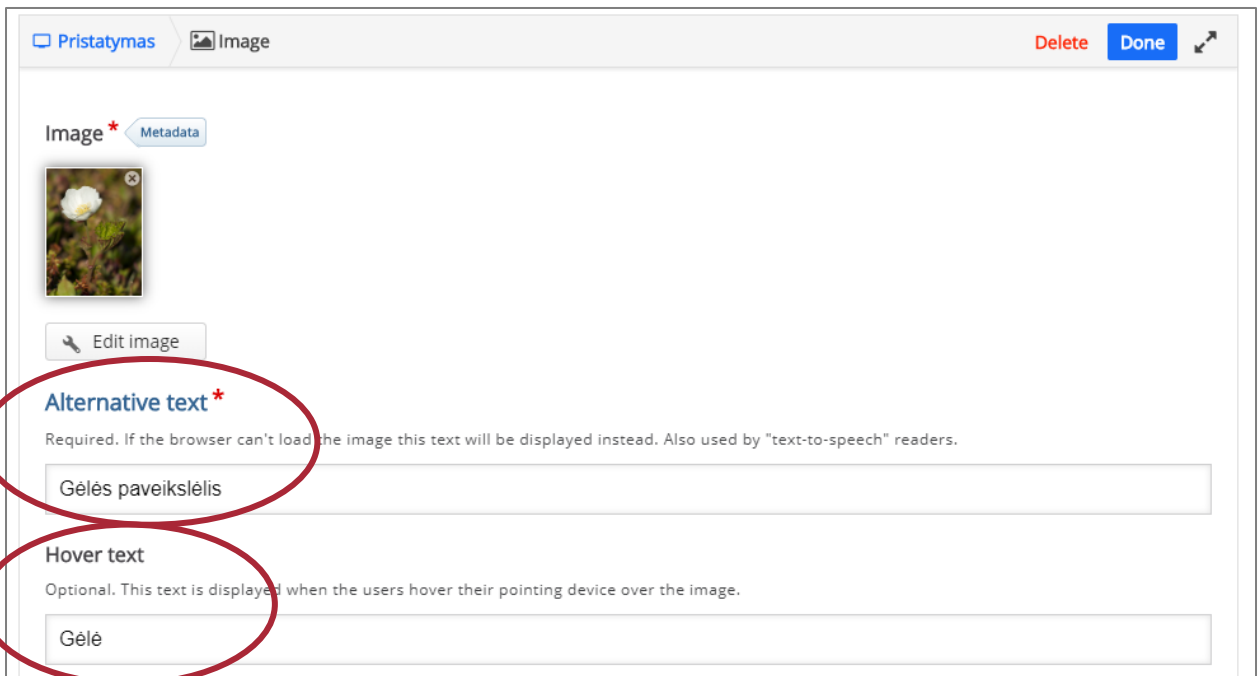 Pristatymas Image Delete Done
Image * Metadata
Edit image
Alternative text *
Required. If the browser can't load the image this text will be displayed instead. Also used by "text-to-speech" readers.
Gėlės paveikslėlis
Hover text
Optional. This text is displayed when the users hover their pointing device over the image.
Gėlė